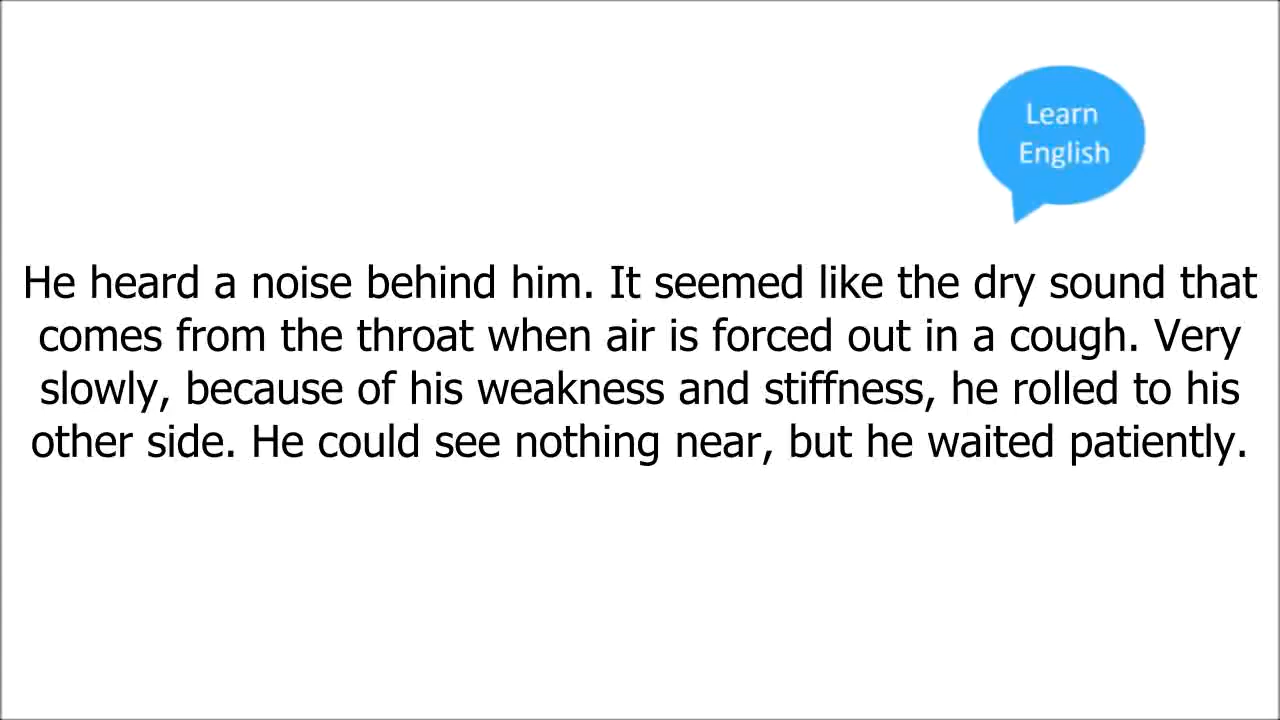 Learn
English
He heard a noise behind him. It seemed like the dry sound that
comes from the throat when air is forced out in a cough. Very
slowly, because of his weakness and stiffness, he rolled to his
other side. He could see nothing near, but he waited patiently.